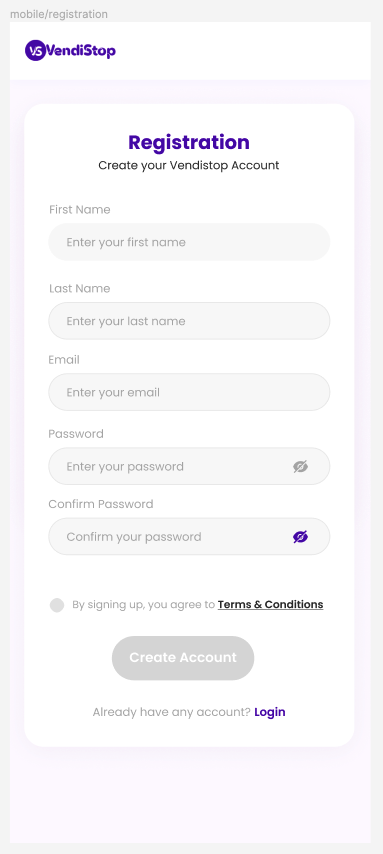 mobile/registration
VS VendiStop
Registration
Create your Vendistop Account
First Name
Enter your first name
Last Name
Enter your last name
Email
Enter your email
Password
Enter your password
Confirm Password
Confirm your password
By signing up, you agree to Terms & Conditions
Create Account
Already have any account? Login